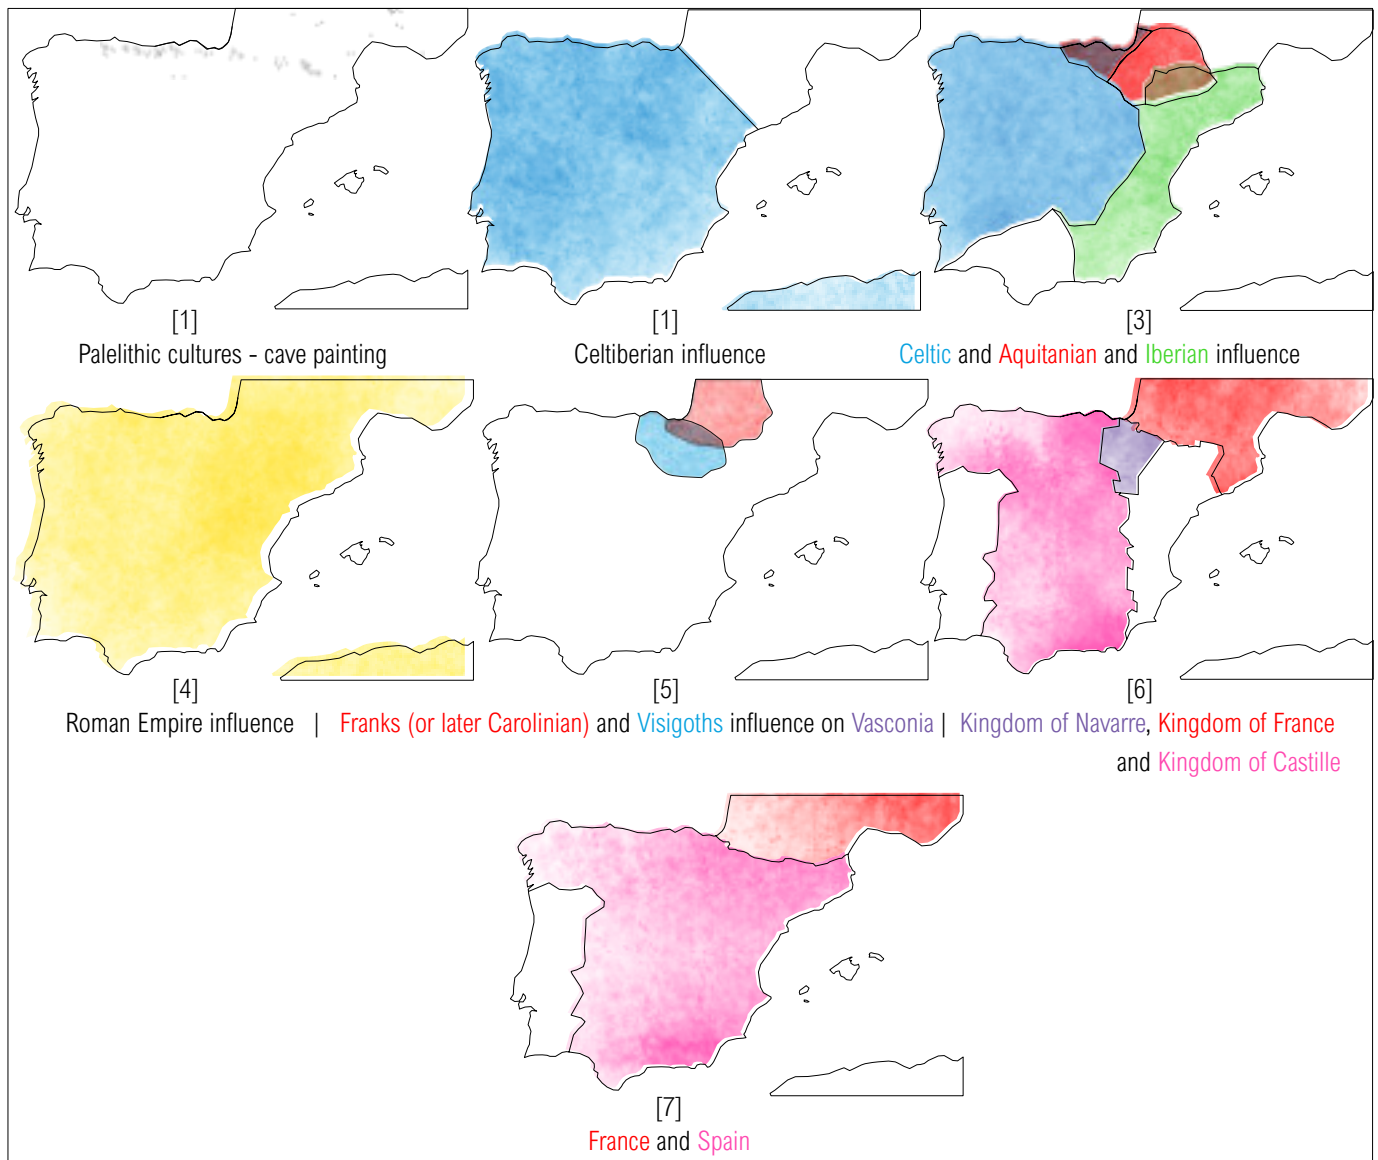 [1]
Palelithic cultures - cave painting
[1]
Celtiberian influence
[3]
Celtic and Aquitanian and Iberian influence
[4]
Roman Empire influence |
[5]
Franks (or later Carolinian) and Visigoths influence on Vasconia |
[6]
Kingdom of Navarre, Kingdom of France
and Kingdom of Castille
[7]
France and Spain